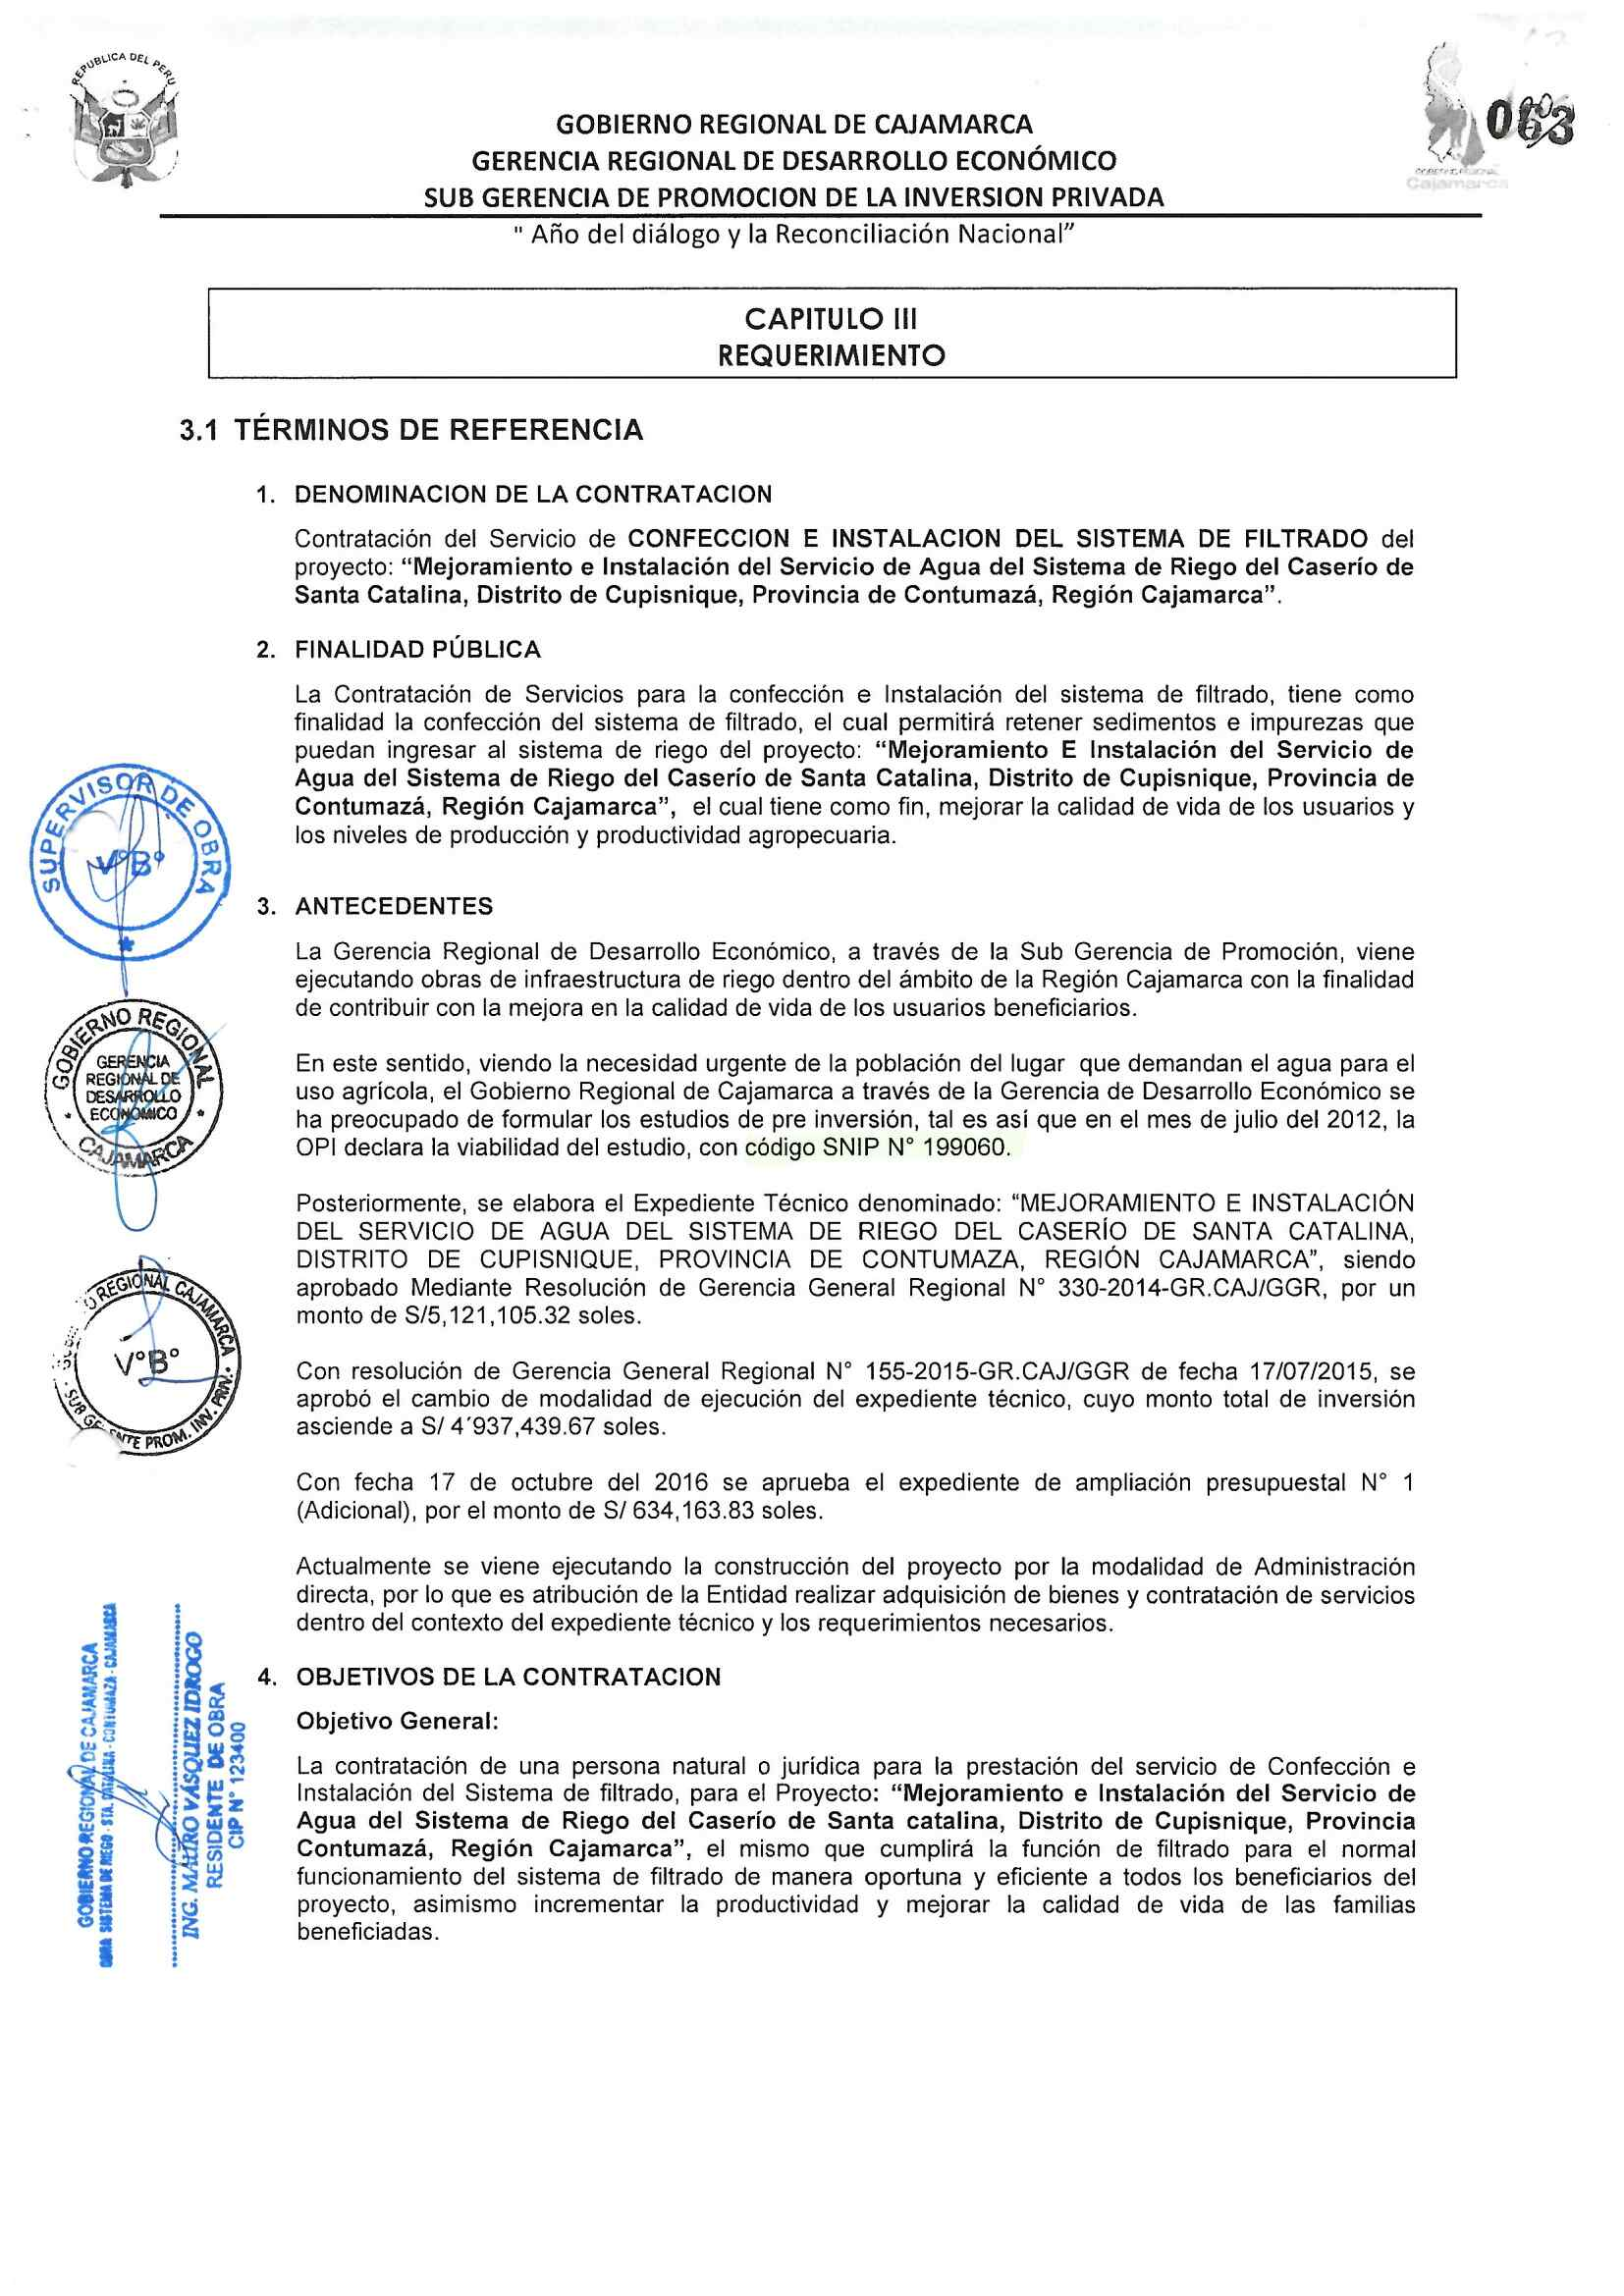 REPUBLICA DEL PERU
GOBIERNO REGIONAL DE CAJAMARCA
GERENCIA REGIONAL DE DESARROLLO ECONÓMICO
SUB GERENCIA DE PROMOCION DE LA INVERSION PRIVADA
" Año del diálogo y la Reconciliación Nacional”
Cajamarca
CAPITULO III
REQUERIMIENTO
3.1 TÉRMINOS DE REFERENCIA
1. DENOMINACION DE LA CONTRATACION
Contratación del Servicio de CONFECCION E INSTALACION DEL SISTEMA DE FILTRADO del
proyecto: “Mejoramiento e Instalación del Servicio de Agua del Sistema de Riego del Caserío de
Santa Catalina, Distrito de Cupisnique, Provincia de Contumazá, Región Cajamarca”.
2. FINALIDAD PÚBLICA
La Contratación de Servicios para la confección e Instalación del sistema de filtrado, tiene como
finalidad la confección del sistema de filtrado, el cual permitirá retener sedimentos e impurezas que
puedan ingresar al sistema de riego del proyecto: “Mejoramiento E Instalación del Servicio de
Agua del Sistema de Riego del Caserío de Santa Catalina, Distrito de Cupisnique, Provincia de
Contumazá, Región Cajamarca”, el cual tiene como fin, mejorar la calidad de vida de los usuarios y
los niveles de producción y productividad agropecuaria.
SUPERVISOR DE OBRA
V°B°
3. ANTECEDENTES
La Gerencia Regional de Desarrollo Económico, a través de la Sub Gerencia de Promoción, viene
ejecutando obras de infraestructura de riego dentro del ámbito de la Región Cajamarca con la finalidad
de contribuir con la mejora en la calidad de vida de los usuarios beneficiarios.
GOBIERNO REGIONAL
GERENCIA
REGIONAL DE
DESARROLLO
ECONÓMICO
CAJAMARCA
En este sentido, viendo la necesidad urgente de la población del lugar que demandan el agua para el
uso agrícola, el Gobierno Regional de Cajamarca a través de la Gerencia de Desarrollo Económico se
ha preocupado de formular los estudios de pre inversión, tal es así que en el mes de julio del 2012, la
OPI declara la viabilidad del estudio, con código SNIP N° 199060.
Posteriormente, se elabora el Expediente Técnico denominado: “MEJORAMIENTO E INSTALACIÓN
DEL SERVICIO DE AGUA DEL SISTEMA DE RIEGO DEL CASERÍO DE SANTA CATALINA,
DISTRITO DE CUPISNIQUE, PROVINCIA DE CONTUMAZA, REGIÓN CAJAMARCA”, siendo
aprobado Mediante Resolución de Gerencia General Regional N° 330-2014-GR.CAJ/GGR, por un
monto de S/5,121,105.32 soles.
REGIONAL CAJAMARCA
V°B°
PROM. INV. PRIV.
Con resolución de Gerencia General Regional N° 155-2015-GR.CAJ/GGR de fecha 17/07/2015, se
aprobó el cambio de modalidad de ejecución del expediente técnico, cuyo monto total de inversión
asciende a S/ 4´937,439.67 soles.
Con fecha 17 de octubre del 2016 se aprueba el expediente de ampliación presupuestal N° 1
(Adicional), por el monto de S/ 634,163.83 soles.
Actualmente se viene ejecutando la construcción del proyecto por la modalidad de Administración
directa, por lo que es atribución de la Entidad realizar adquisición de bienes y contratación de servicios
dentro del contexto del expediente técnico y los requerimientos necesarios.
GOBIERNO REGIONAL DE CAJAMARCA
OBRA SISTEMA DE RIEGO - STA. CATALINA - CONTUMAZA - CAJAMARCA
ING. MAURO VÁSQUEZ IDROGO
RESIDENTE DE OBRA
CIP N° 123400
4. OBJETIVOS DE LA CONTRATACION
Objetivo General:
La contratación de una persona natural o jurídica para la prestación del servicio de Confección e
Instalación del Sistema de filtrado, para el Proyecto: “Mejoramiento e Instalación del Servicio de
Agua del Sistema de Riego del Caserío de Santa catalina, Distrito de Cupisnique, Provincia
Contumazá, Región Cajamarca”, el mismo que cumplirá la función de filtrado para el normal
funcionamiento del sistema de filtrado de manera oportuna y eficiente a todos los beneficiarios del
proyecto, asimismo incrementar la productividad y mejorar la calidad de vida de las familias
beneficiadas.